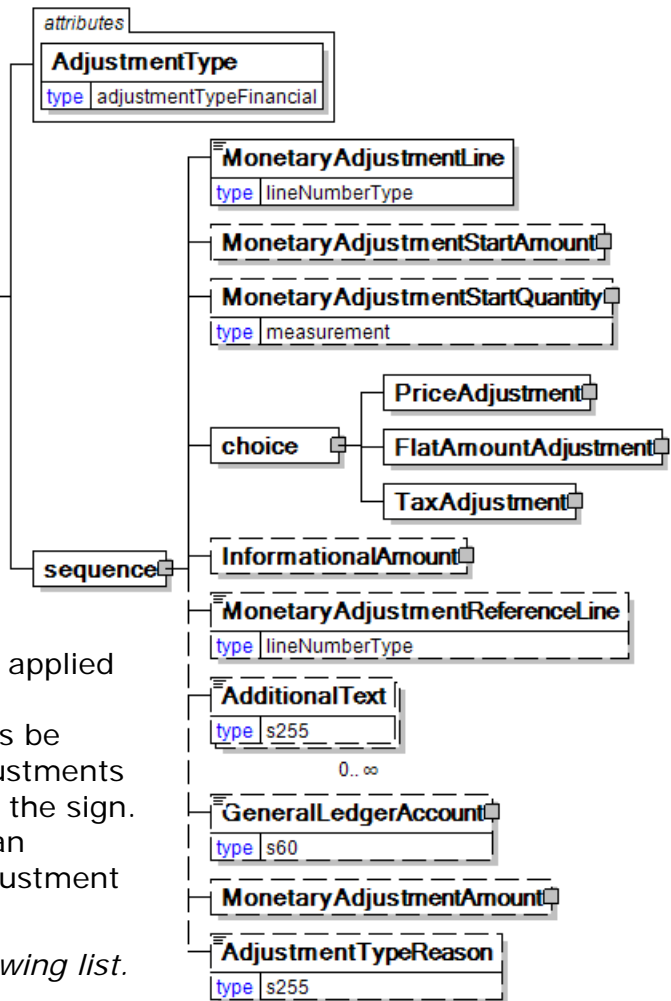 attributes
AdjustmentType
type adjustmentTypeFinancial
MonetaryAdjustmentLine
type lineNumberType
MonetaryAdjustmentStartAmount
MonetaryAdjustmentStartQuantity
type measurement
choice
PriceAdjustment
FlatAmountAdjustment
TaxAdjustment
sequence
InformationalAmount
MonetaryAdjustmentReferenceLine
type lineNumberType
AdditionalText
type s255
0.. ∞
GeneralLedgerAccount
type s60
MonetaryAdjustmentAmount
AdjustmentTypeReason
type s255
applied
s be
ustments
the sign.
an
justment
wing list.